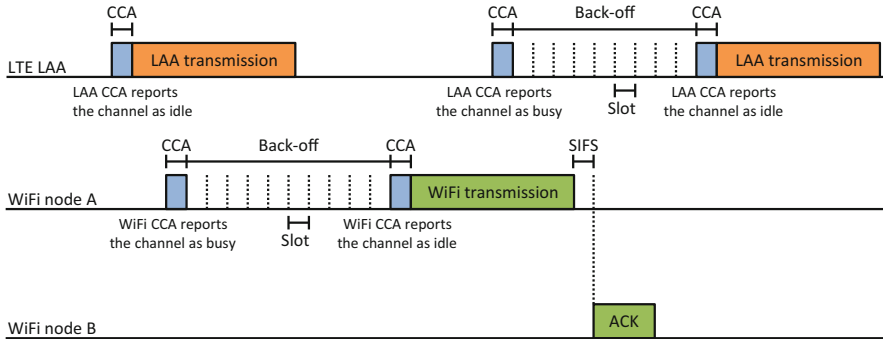 CCA
CCA
Back-off
CCA
LTE LAA
LAA transmission
LAA transmission
LAA CCA reports
the channel as idle
LAA CCA reports
the channel as busy
Slot
LAA CCA reports
the channel as idle
CCA
Back-off
CCA
SIFS
WiFi node A
WiFi transmission
WiFi CCA reports
the channel as busy
Slot
WiFi CCA reports
the channel as idle
WiFi node B
ACK